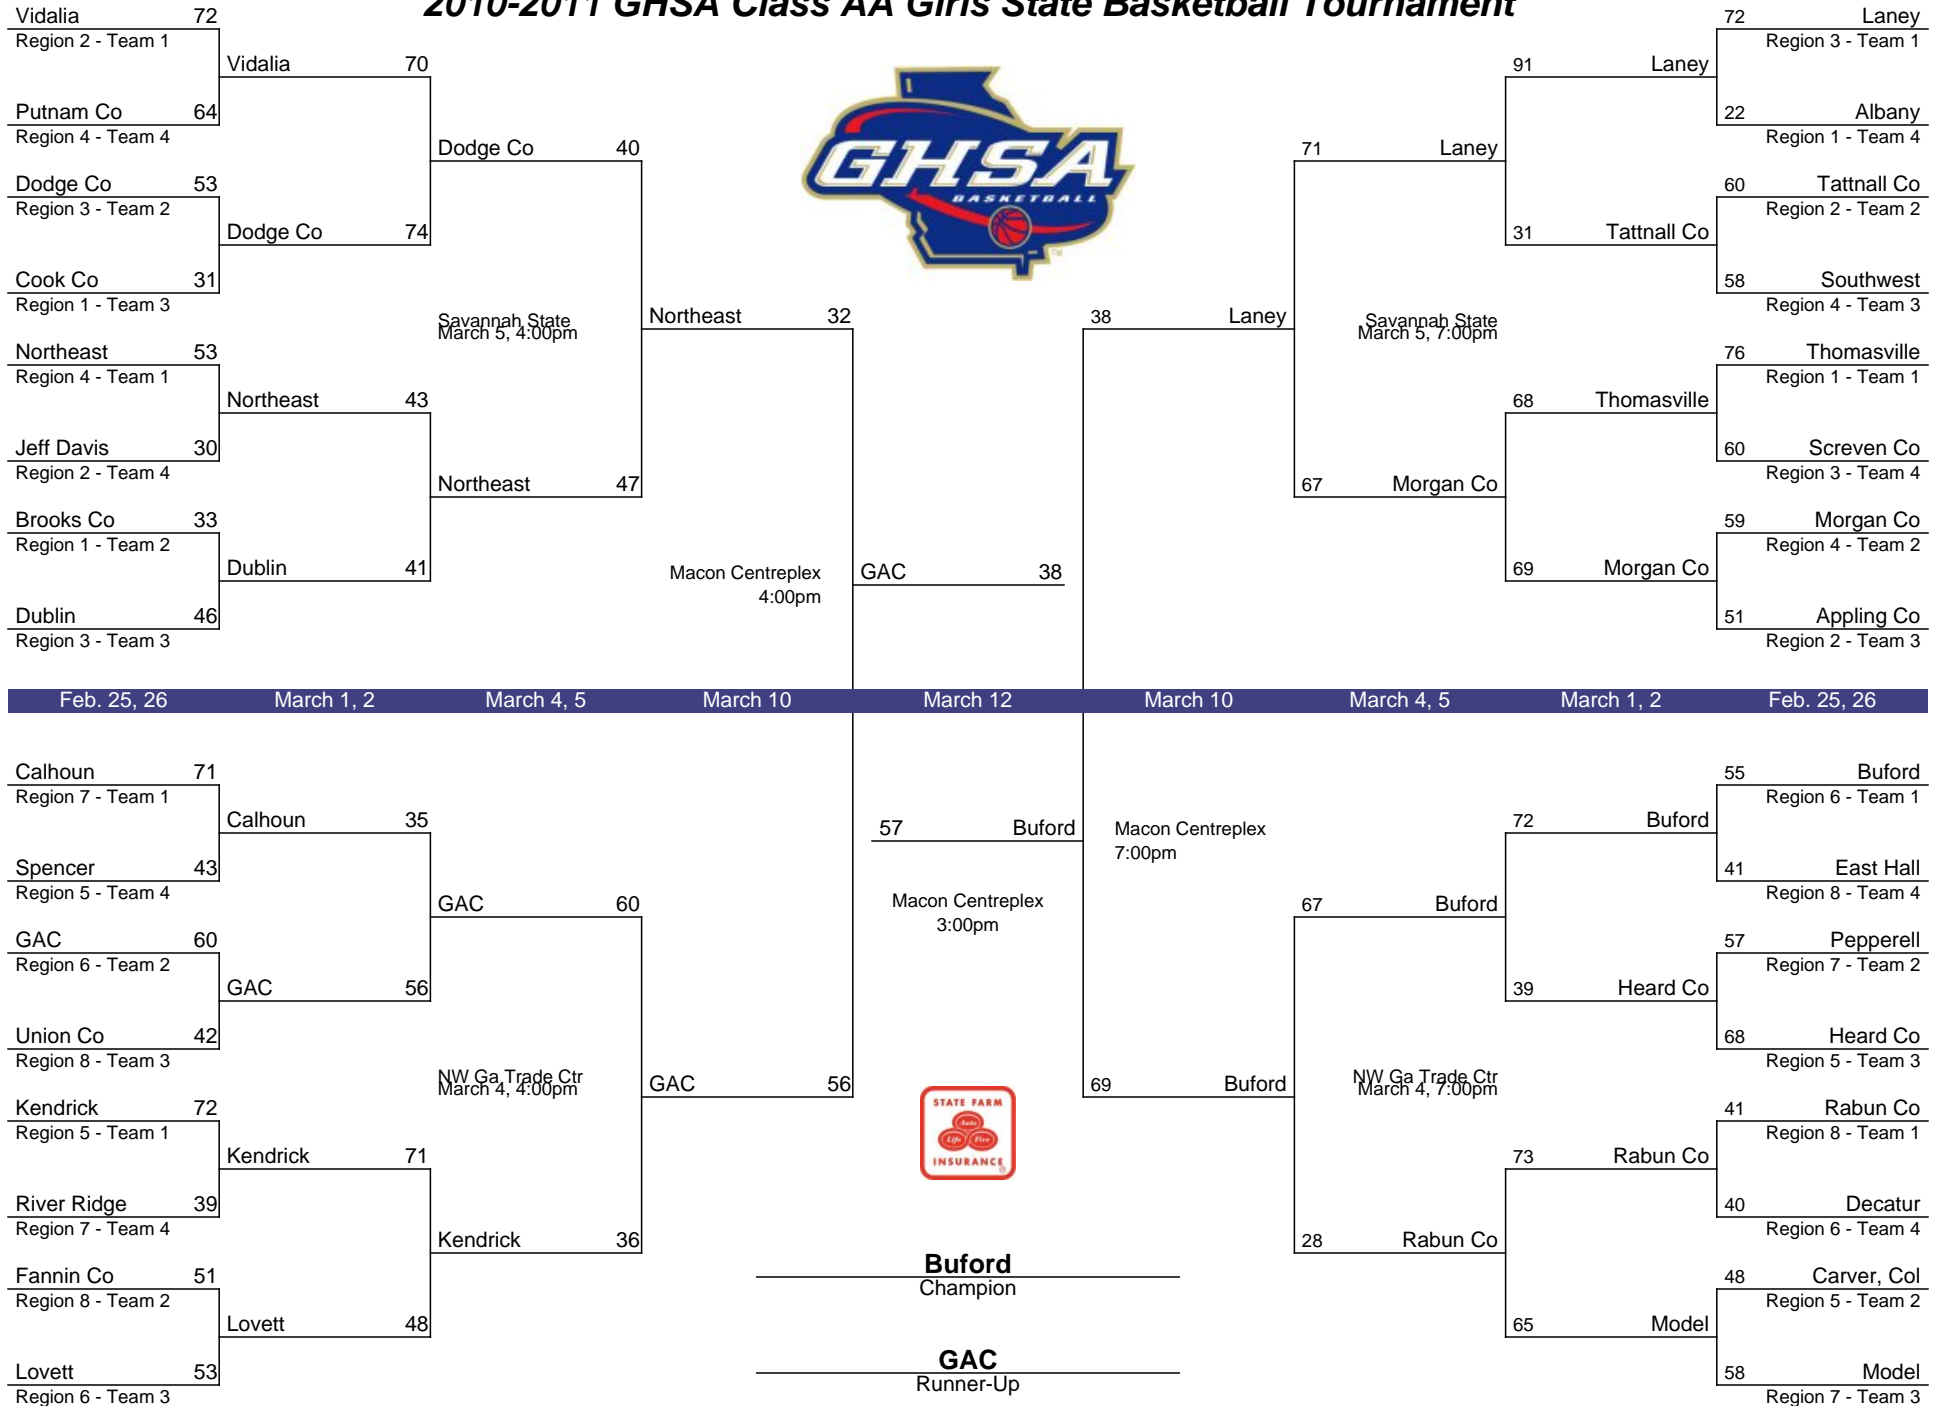 2010-2011 GHSA Class AA Girls State Basketball Tournament
Vidalia 72
Region 2 - Team 1
Putnam Co 64
Region 4 - Team 4
Dodge Co 53
Region 3 - Team 2
Cook Co 31
Region 1 - Team 3
Northeast 53
Region 4 - Team 1
Jeff Davis 30
Region 2 - Team 4
Brooks Co 33
Region 1 - Team 2
Dublin 46
Region 3 - Team 3
Vidalia 70
Dodge Co 74
Northeast 43
Dublin 41
Dodge Co 40
Savannah State
March 5, 4:00pm
Northeast 47
Northeast 32
Macon Centreplex
4:00pm
GAC 38
GHSA
BASKETBALL
TM
38 Laney
71 Laney
Savannah State
March 5, 7:00pm
67 Morgan Co
91 Laney
31 Tattnall Co
68 Thomasville
69 Morgan Co
72 Laney
Region 3 - Team 1
22 Albany
Region 1 - Team 4
60 Tattnall Co
Region 2 - Team 2
58 Southwest
Region 4 - Team 3
76 Thomasville
Region 1 - Team 1
60 Screven Co
Region 3 - Team 4
59 Morgan Co
Region 4 - Team 2
51 Appling Co
Region 2 - Team 3
Feb. 25, 26 March 1, 2 March 4, 5 March 10 March 12 March 10 March 4, 5 March 1, 2 Feb. 25, 26
Calhoun 71
Region 7 - Team 1
Spencer 43
Region 5 - Team 4
GAC 60
Region 6 - Team 2
Union Co 42
Region 8 - Team 3
Kendrick 72
Region 5 - Team 1
River Ridge 39
Region 7 - Team 4
Fannin Co 51
Region 8 - Team 2
Lovett 53
Region 6 - Team 3
Calhoun 35
GAC 56
Kendrick 71
Lovett 48
GAC 60
NW Ga Trade Ctr
March 4, 4:00pm
Kendrick 36
GAC 56
57 Buford
Macon Centreplex
3:00pm
Macon Centreplex
7:00pm
69 Buford
STATE FARM
Auto
Life Fire
INSURANCE
®
Buford
Champion
GAC
Runner-Up
67 Buford
NW Ga Trade Ctr
March 4, 7:00pm
28 Rabun Co
72 Buford
39 Heard Co
73 Rabun Co
65 Model
55 Buford
Region 6 - Team 1
41 East Hall
Region 8 - Team 4
57 Pepperell
Region 7 - Team 2
68 Heard Co
Region 5 - Team 3
41 Rabun Co
Region 8 - Team 1
40 Decatur
Region 6 - Team 4
48 Carver, Col
Region 5 - Team 2
58 Model
Region 7 - Team 3